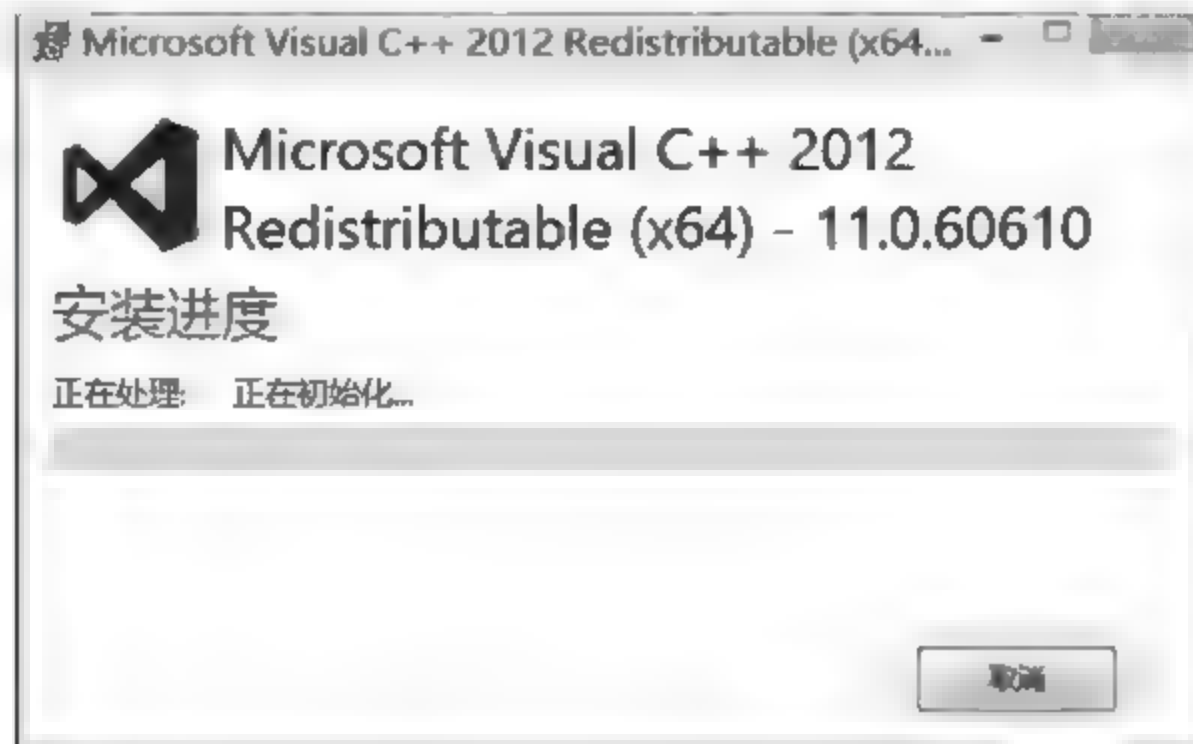 Microsoft Visual C++ 2012 Redistributable (x64...
Microsoft Visual C++ 2012
Redistributable (x64) - 11.0.60610
安装进度
正在处理: 正在初始化...
取消